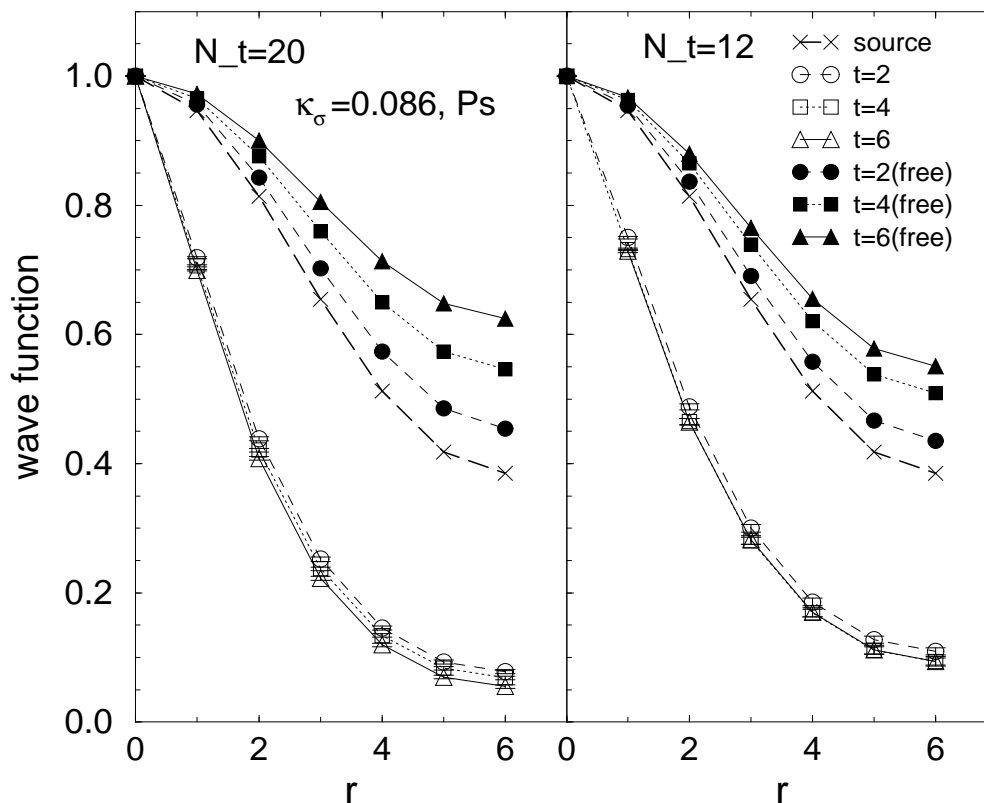 N_t=20
κσ=0.086, Ps
N_t=12
source
t=2
t=4
t=6
t=2(free)
t=4(free)
t=6(free)
wave function
1.0
0.8
0.6
0.4
0.2
0.0
0 2 4 6
0 2 4 6
r
r